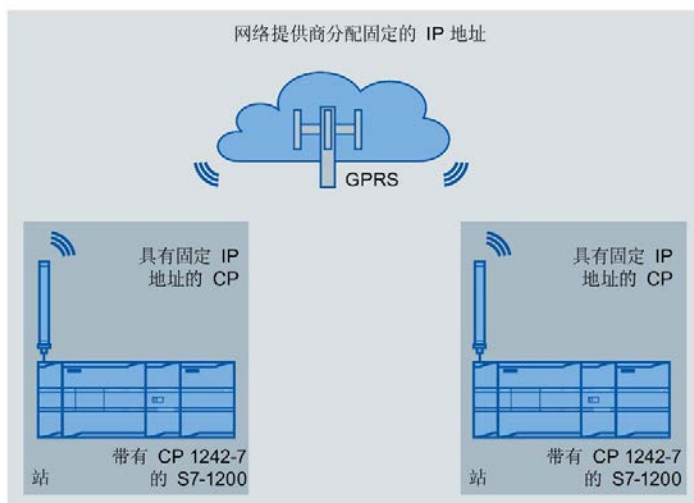 网络提供商分配固定的 IP 地址
GPRS
具有固定 IP
地址的 CP
带有 CP 1242-7
站 的 S7-1200
具有固定 IP
地址的 CP
带有 CP 1242-7
站 的 S7-1200